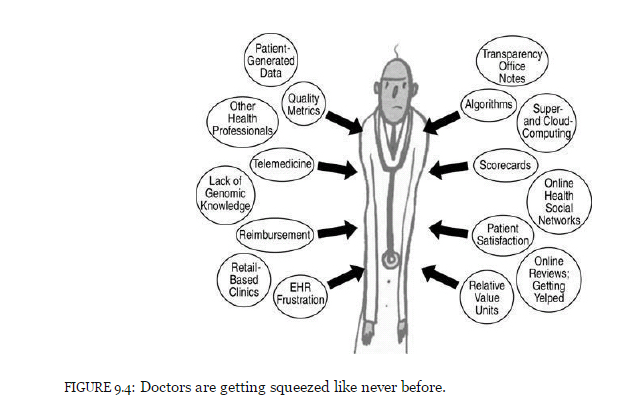 Patient-
Generated
Data
Quality
Metrics
Other
Health
Professionals
Telemedicine
Lack of
Genomic
Knowledge
Reimbursement
Retail-
Based
Clinics
EHR
Frustration
Transparency
Office
Notes
Algorithms
Super-
and Cloud-
Computing
Scorecards
Online
Health
Social
Networks
Patient
Satisfaction
Online
Reviews;
Getting
Yelped
Relative
Value
Units
FIGURE 9.4: Doctors are getting squeezed like never before.